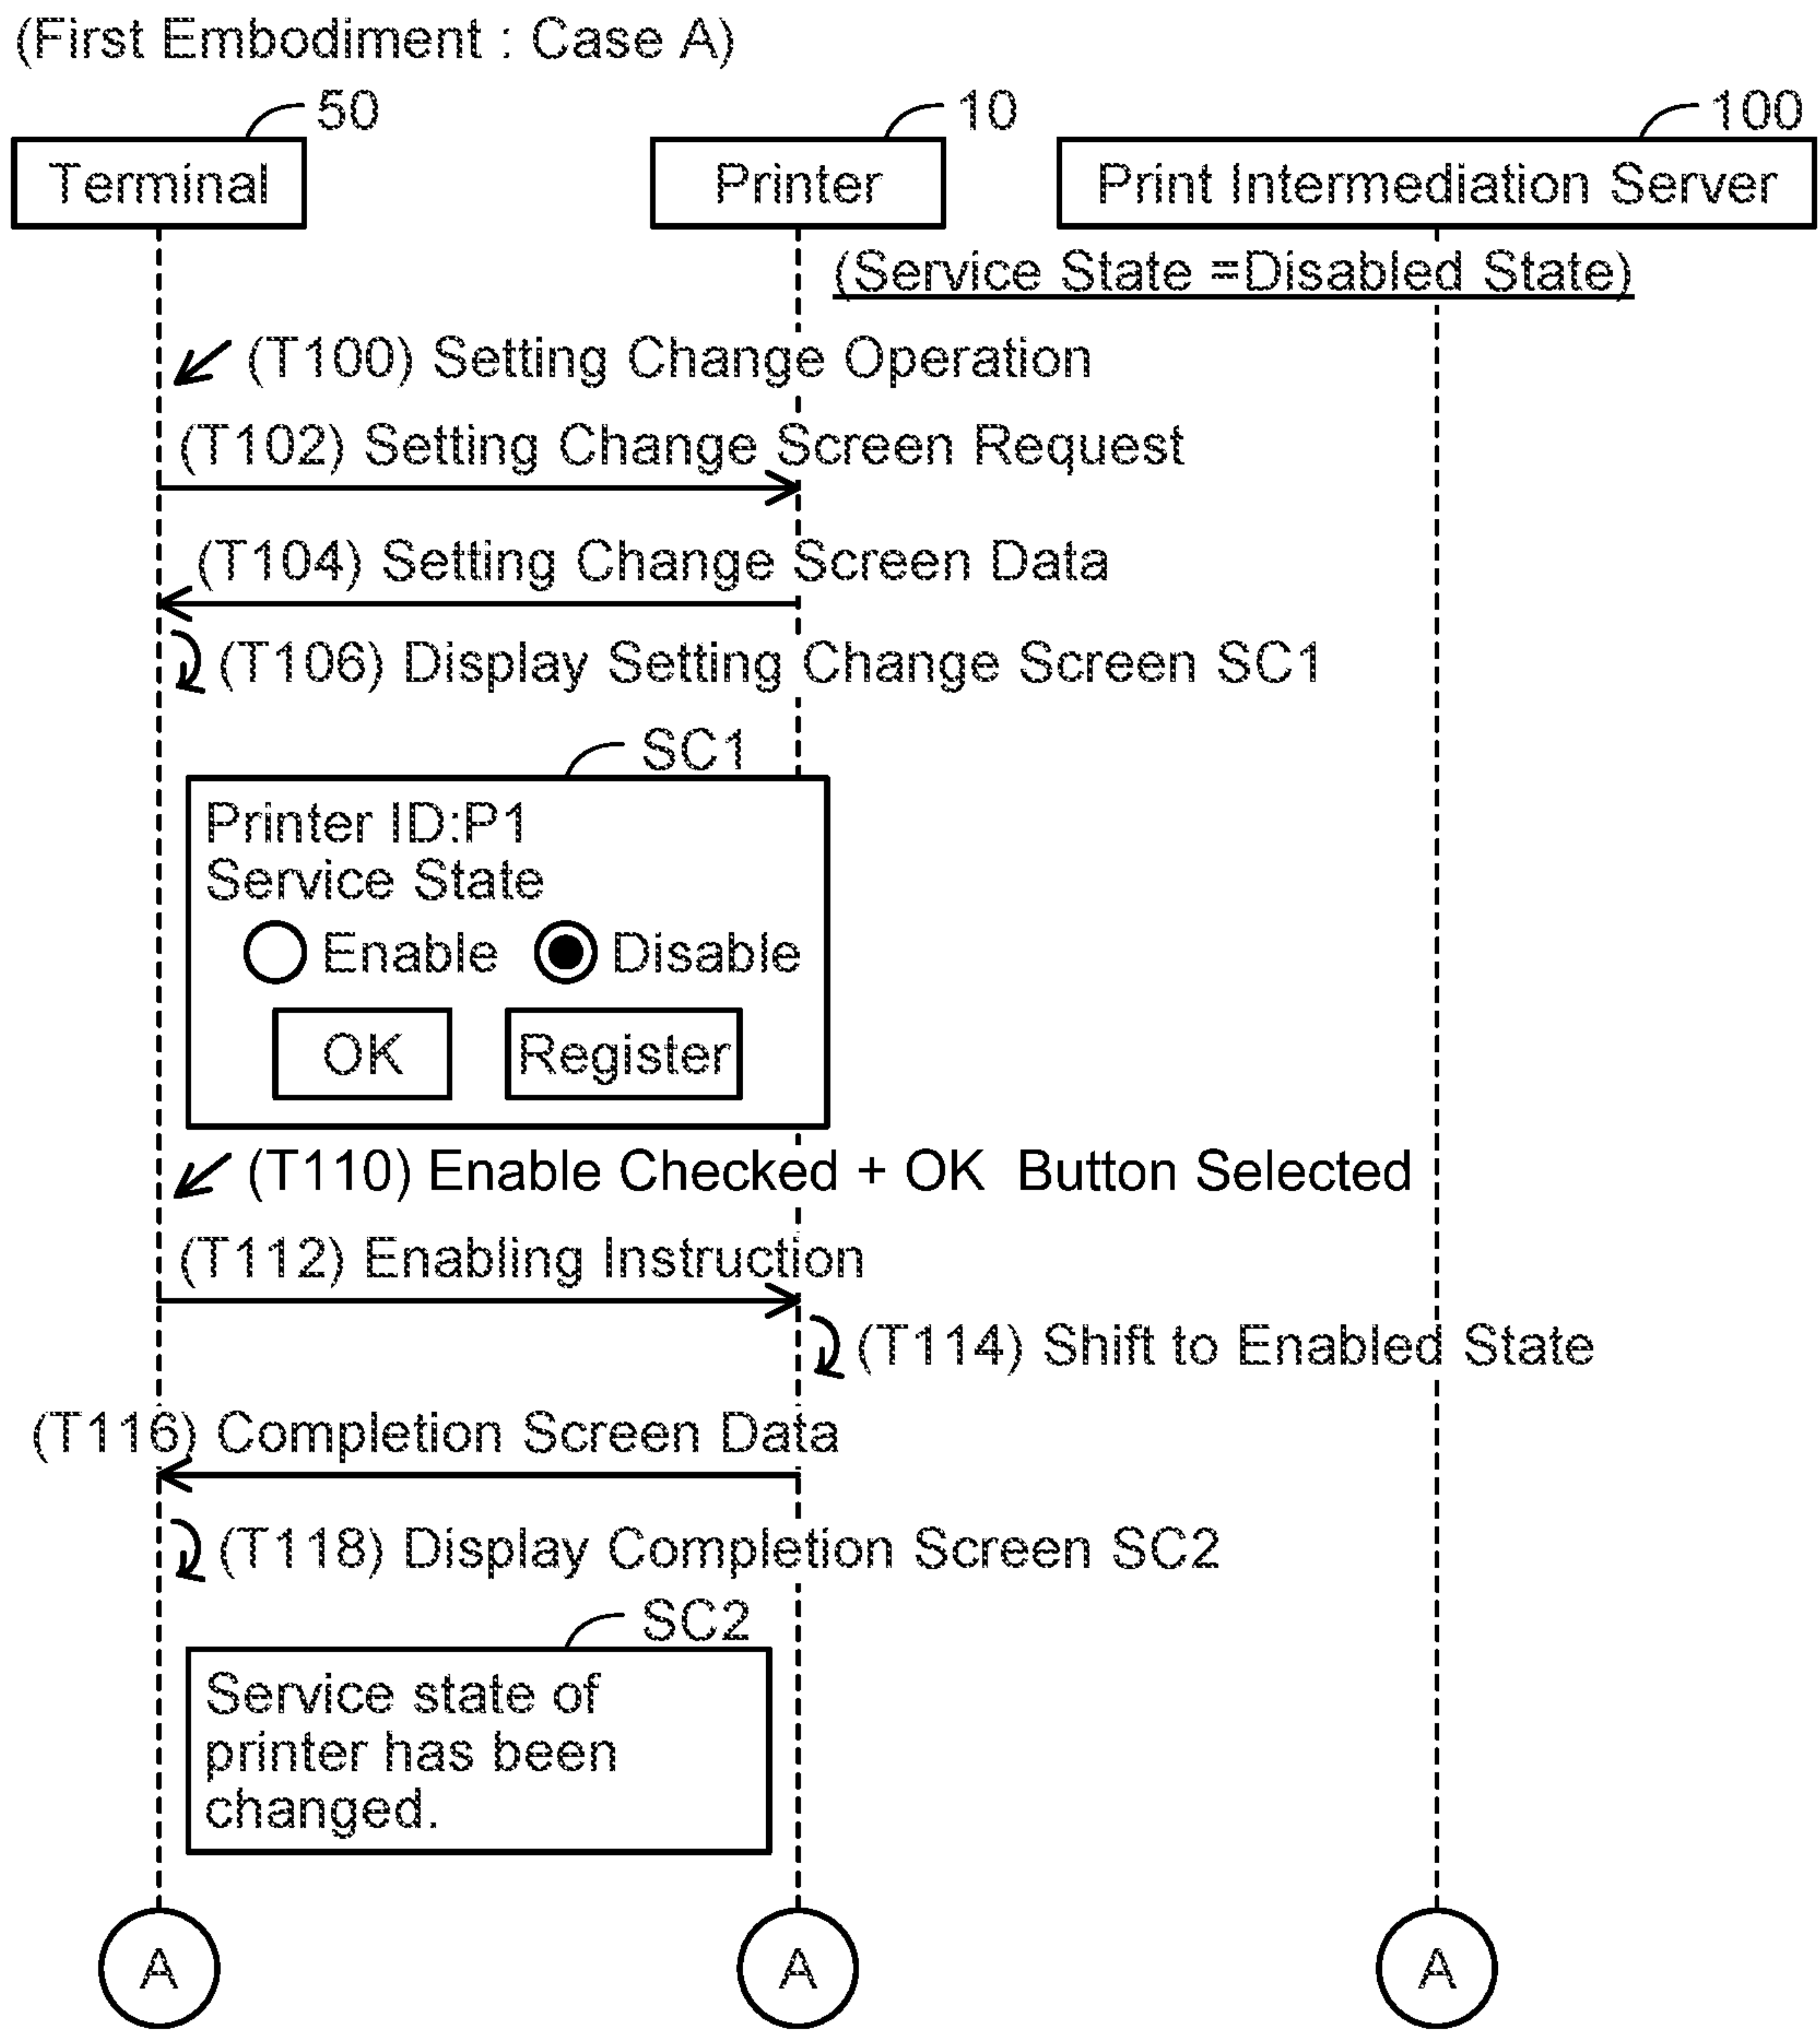 (First Embodiment : Case A)
50
10
100
Terminal
Printer
Print Intermediation Server
(Service State =Disabled State)
(T100) Setting Change Operation
(T102) Setting Change Screen Request
(T104) Setting Change Screen Data
(T106) Display Setting Change Screen SC1
SC1
Printer ID:P1
Service State
Enable Disable
OK Register
(T110) Enable Checked + OK Button Selected
(T112) Enabling Instruction
(T114) Shift to Enabled State
(T116) Completion Screen Data
(T118) Display Completion Screen SC2
SC2
Service state of
printer has been
changed.
A
A
A